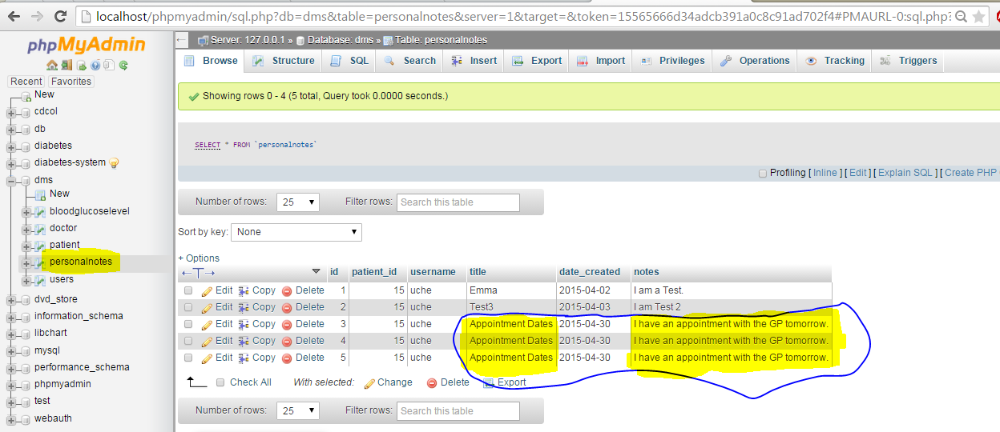 localhost/phpmyadmin/sql.php?db=dms&table=personalnotes&server=1&target=&token=15565666d34adcb391a0c8c91ad702f4#PMAURL-0:sql.php?
phpMyAdmin
Recent Favorites
New
cdcol
db
diabetes
diabetes-system
dms
New
bloodglucoselevel
doctor
patient
personalnotes
users
dvd_store
information_schema
libchart
mysql
performance_schema
phpmyadmin
test
webauth
Server: 127.0.0.1 » Database: dms » Table: personalnotes
Browse Structure SQL Search Insert Export Import Privileges Operations Tracking Triggers
Showing rows 0 - 4 (5 total, Query took 0.0000 seconds.)
SELECT * FROM `personalnotes`
Profiling [ Inline ] [ Edit ] [ Explain SQL ] [ Create PHP
Number of rows: 25 Filter rows: Search this table
Sort by key: None
+ Options
←T→ id patient_id username title date_created notes
Edit Copy Delete 1 15 uche Emma 2015-04-02 I am a Test.
Edit Copy Delete 2 15 uche Test3 2015-04-03 I am Test 2
Edit Copy Delete 3 15 uche Appointment Dates 2015-04-30 I have an appointment with the GP tomorrow.
Edit Copy Delete 4 15 uche Appointment Dates 2015-04-30 I have an appointment with the GP tomorrow.
Edit Copy Delete 5 15 uche Appointment Dates 2015-04-30 I have an appointment with the GP tomorrow.
Check All With selected: Change Delete Export
Number of rows: 25 Filter rows: Search this table